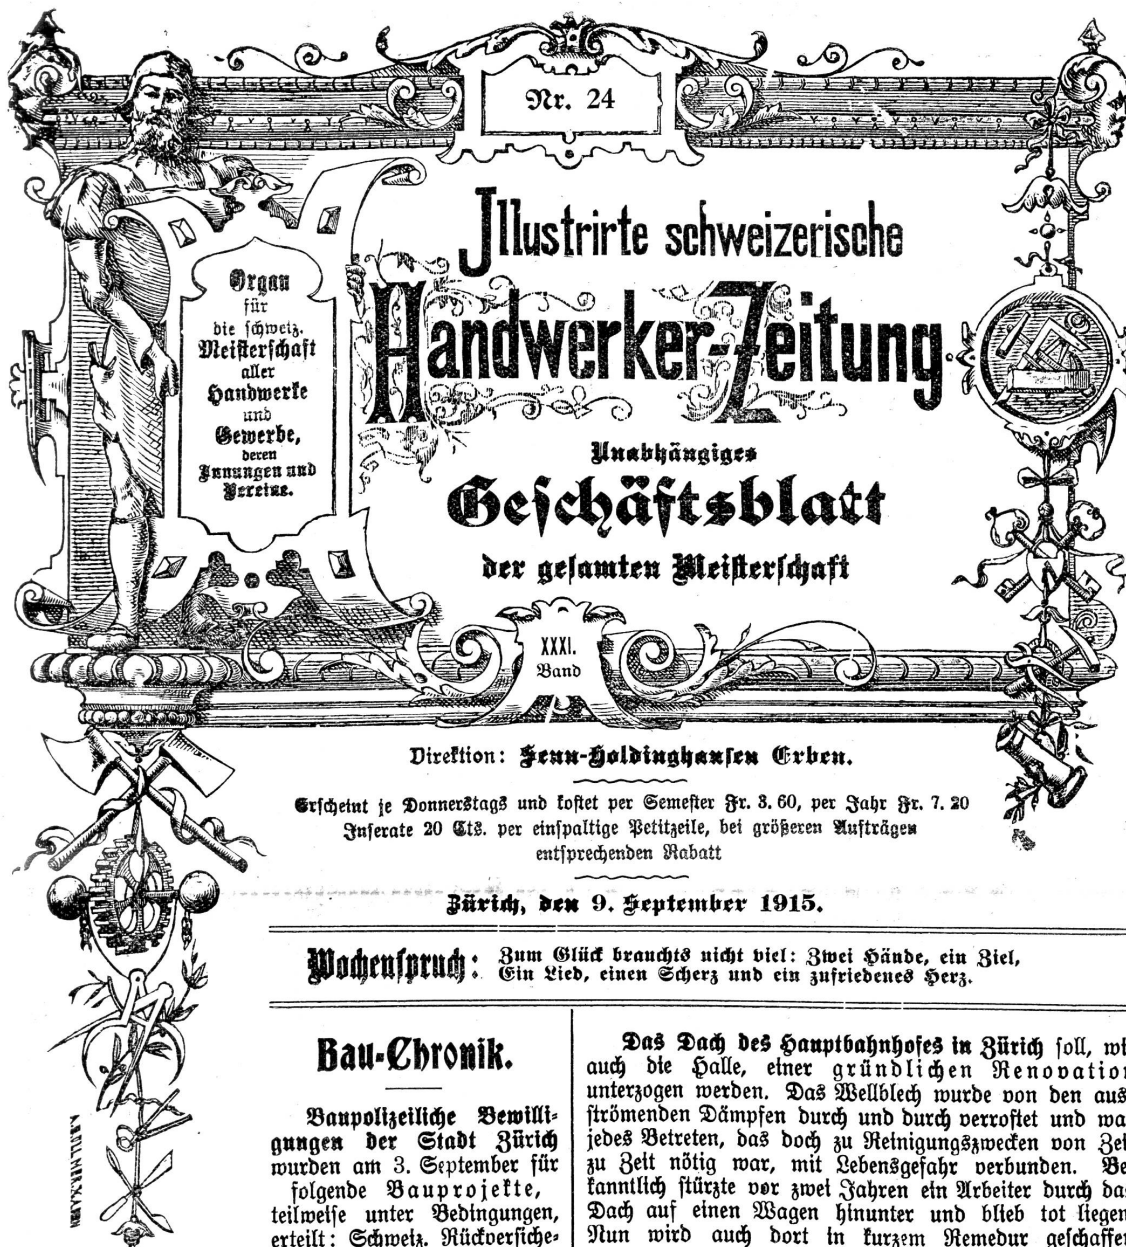 Nr. 24
Jllustrirte schweizerische
Handwerker-Zeitung
Organ
für
die schweiz.
Meisterschaft
aller
Handwerke
und
Gewerbe,
deren
Innungen und
Vereine.
Unabhängiges
Geschäftsblatt
der gesamten Meisterschaft
XXXI.
Band
Direktion: Senn-Holdinghausen Erben.
Erscheint je Donnerstags und kostet per Semester Fr. 3.60, per Jahr Fr. 7.20
Inserate 20 Cts. per einspaltige Petitzeile, bei größeren Aufträgen
entsprechenden Rabatt
Zürich, den 9. September 1915.
Wochenspruch: Zum Glück brauchts nicht viel: Zwei Hände, ein Ziel,
Ein Lied, einen Scherz und ein zufriedenes Herz.
Bau-Chronik.
Baupolizeiliche Bewilli-
gungen der Stadt Zürich
wurden am 3. September für
folgende Bauprojekte,
teilweise unter Bedingungen,
erteilt: Schweiz. Rückversiche-
Das Dach des Hauptbahnhofes in Zürich soll, wi
auch die Halle, einer gründlichen Renovation
unterzogen werden. Das Wellblech wurde von den aus
strömenden Dämpfen durch und durch verrostet und wa
jedes Betreten, das doch zu Reinigungszwecken von Zei
zu Zeit nötig war, mit Lebensgefahr verbunden. Be
kanntlich stürzte vor zwei Jahren ein Arbeiter durch da
Dach auf einen Wagen hinunter und blieb tot liegen
Nun wird auch dort in kurzem Remedur geschaffen